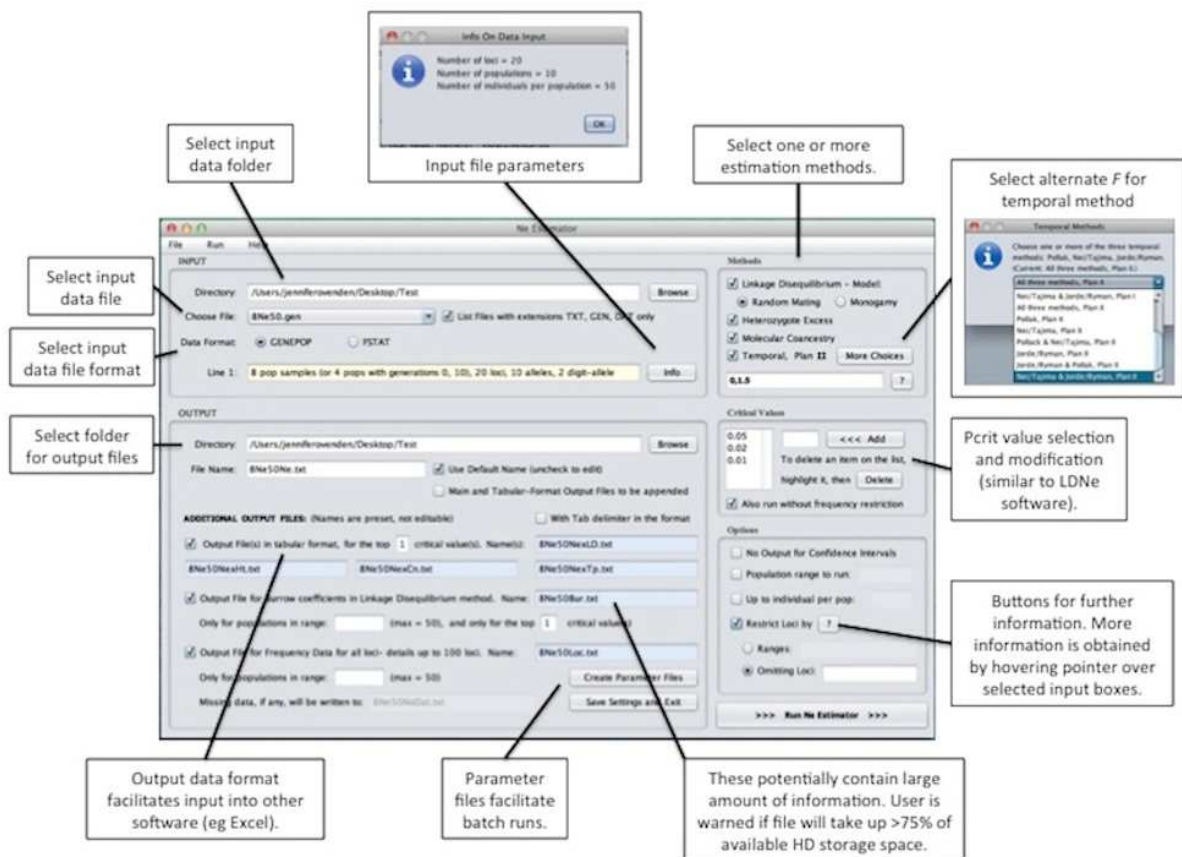 Info On Data Input
Number of loci = 20
Number of populations = 10
Number of individuals per population = 50
OK
Input file parameters
Select input
data folder
Select one or more
estimation methods.
Select alternate F for
temporal method
Temporal Methods
Choose one or more of the three temporal
methods: Pollak, Nei/Tajima, Jorde/Ryman.
(Current: All three methods, Plan II.)
All three methods, Plan II
Nei/Tajima & Jorde/Ryman, Plan I
All three methods, Plan II
Pollak, Plan II
Nei/Tajima, Plan II
Pollack & Nei/Tajima, Plan II
Jorde/Ryman, Plan II
Pollak & Jorde/Ryman, Plan II
Nei/Tajima & Jorde/Ryman, Plan II
Select input
data file
Select input
data file format
Select folder
for output files
Ne Estimator
File Run Help
INPUT
Directory: /Users/jenniferovenden/Desktop/Test Browse
Choose File: 8Ne50.gen List Files with extensions TXT, GEN, DAT only
Data Format: GENEPOP FSTAT
Line 1: 8 pop samples (or 4 pops with generations 0, 10), 20 loci, 10 alleles, 2 digit-allele Info
OUTPUT
Directory: /Users/jenniferovenden/Desktop/Test Browse
File Name: 8Ne50Ne.txt Use Default Name (uncheck to edit)
Main and Tabular-Format Output Files to be appended
ADDITIONAL OUTPUT FILES: (Names are preset, not editable) With Tab delimiter in the format
Output File(s) in tabular format, for the top 1 critical value(s). Name(s): 8Ne50NexLD.txt
8Ne50NexHt.txt 8Ne50NexCn.txt 8Ne50NexTp.txt
Output File for Burrow coefficients in Linkage Disequilibrium method. Name: 8Ne50Bur.txt
Only for populations in range: (max = 50), and only for the top 1 critical value(s)
Output File for Frequency Data for all loci- details up to 100 loci. Name: 8Ne50Loc.txt
Only for populations in range: (max = 50) Create Parameter Files
Missing data, if any, will be written to: Save Settings and Exit
Methods
Linkage Disequilibrium - Model:
Random Mating Monogamy
Heterozygote Excess
Molecular Coancestry
Temporal, Plan II More Choices
0,1.5 ?
Critical Values
0.05
0.02
0.01
<<< Add
To delete an item on the list,
highlight it, then Delete
Also run without frequency restriction
Options
No Output for Confidence Intervals
Population range to run:
Up to individual per pop:
Restrict Loci by ?
Ranges:
Omitting Loci:
>>> Run Ne Estimator >>>
Pcrit value selection
and modification
(similar to LDNe
software).
Buttons for further
information. More
information is obtained
by hovering pointer over
selected input boxes.
Output data format
facilitates input into other
software (eg Excel).
Parameter
files facilitate
batch runs.
These potentially contain large
amount of information. User is
warned if file will take up >75% of
available HD storage space.